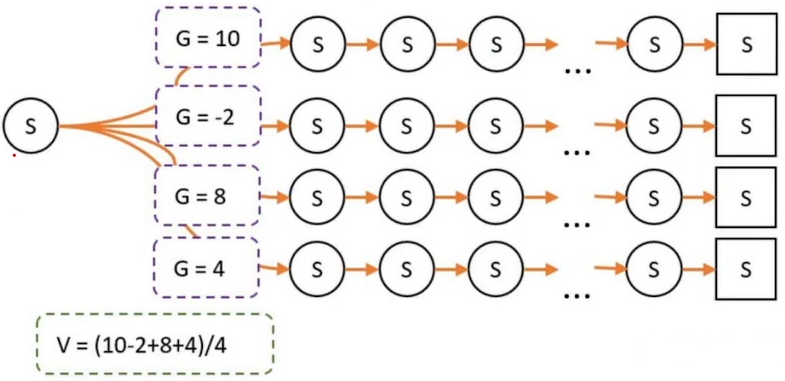 G = 10 S S S ... S S
S G = -2 S S S ... S S
G = 8 S S S ... S S
G = 4 S S S ... S S
V = (10-2+8+4)/4